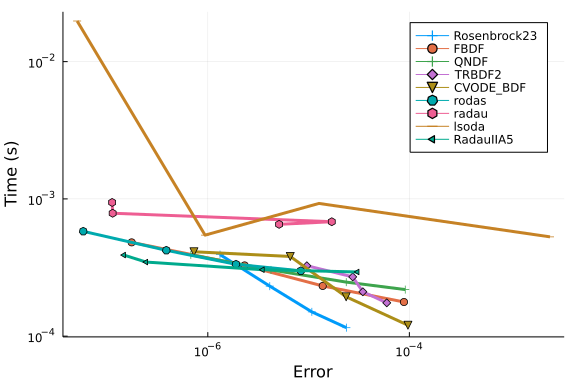 Time (s)
10⁻²
10⁻³
10⁻⁴
10⁻⁶
10⁻⁴
Error
Rosenbrock23
FBDF
QNDF
TRBDF2
CVODE_BDF
rodas
radau
lsoda
RadauIIA5